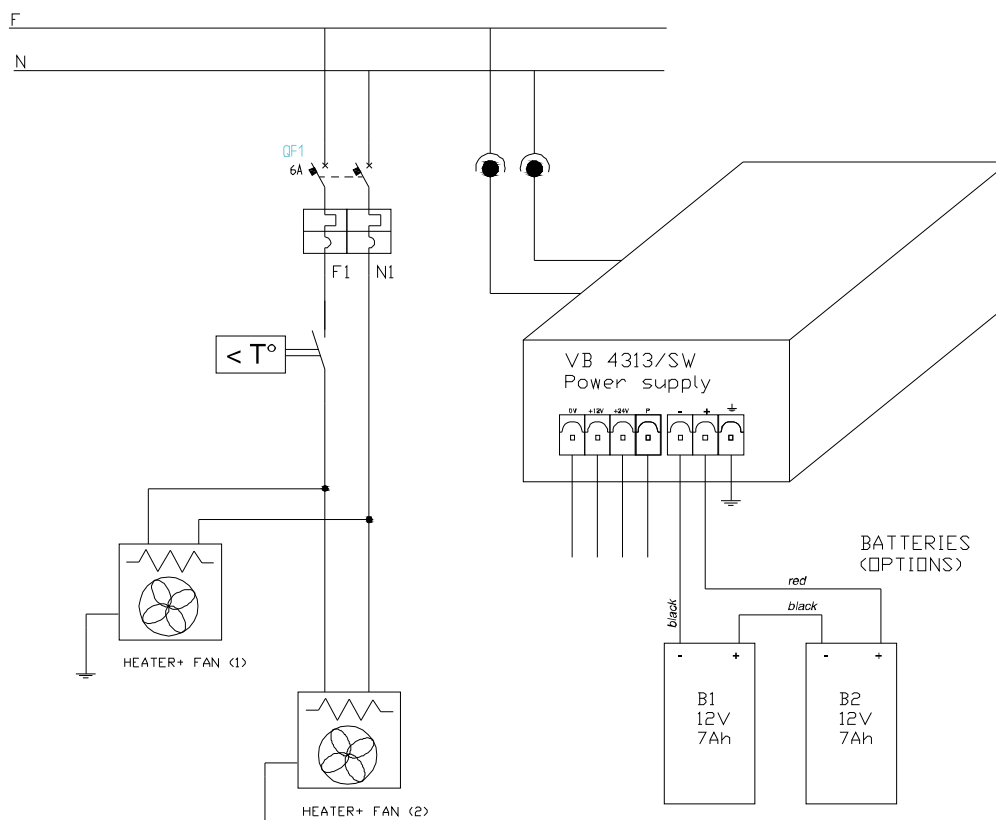 F
N
QF1
6A
F1 N1
< T°
VB 4313/SW
Power supply
0V +12V +24V P - +
BATTERIES
(OPTIONS)
red
black
black
- +
- +
B1
12V
7Ah
B2
12V
7Ah
HEATER+ FAN (1)
HEATER+ FAN (2)